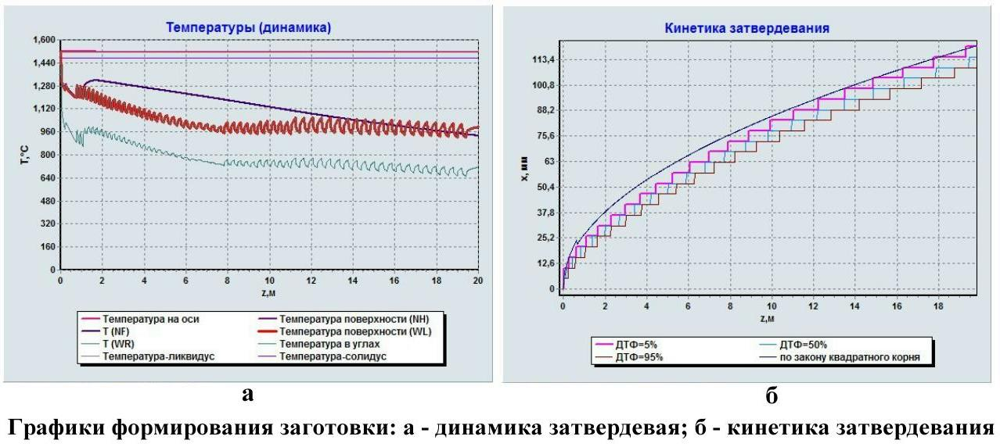 Температуры (динамика)
1,600
1,440
1,280
1,120
960
800
640
480
320
160
0
T,°C
0 2 4 6 8 10 12 14 16 18 20
z,м
Температура на оси
Температура поверхности (NH)
T (NF)
Температура поверхности (WL)
T (WR)
Температура в углах
Температура-ликвидус
Температура-солидус
а
Кинетика затвердевания
113,4
100,8
88,2
75,6
63
50,4
37,8
25,2
12,6
0
x, мм
0 2 4 6 8 10 12 14 16 18
z,м
ДТФ=5%
ДТФ=50%
ДТФ=95%
по закону квадратного корня
б
Графики формирования заготовки: а - динамика затвердевая; б - кинетика затвердевания